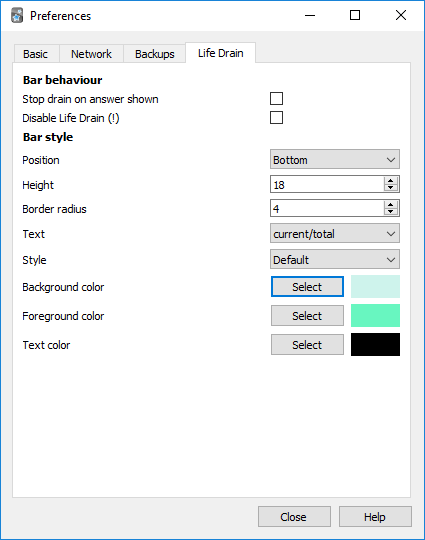 Preferences
Basic Network Backups Life Drain
Bar behaviour
Stop drain on answer shown
Disable Life Drain (!)
Bar style
Position Bottom
Height 18
Border radius 4
Text current/total
Style Default
Background color Select
Foreground color Select
Text color Select
Close Help